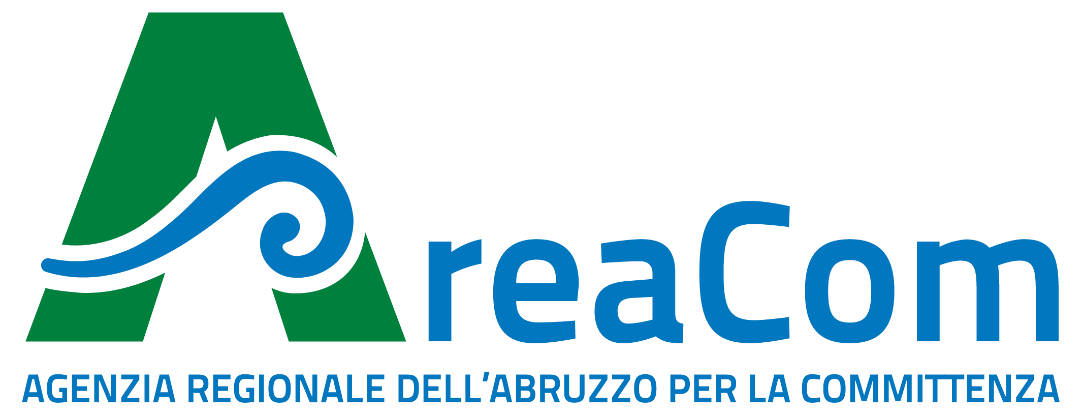 AreaCom
AGENZIA REGIONALE DELL'ABRUZZO PER LA COMMITTENZA